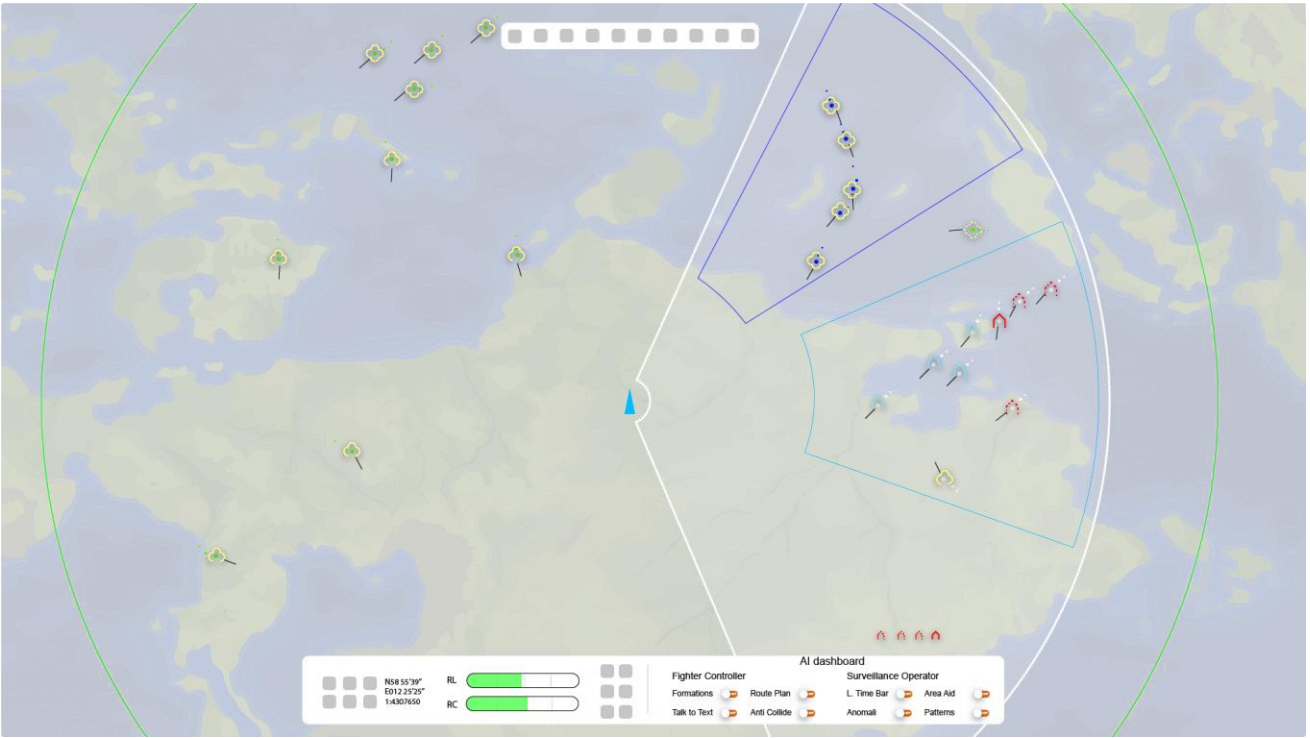 AI dashboard
N58 55'39"
E012 25'25"
1:4307650
RL
RC
Fighter Controller
Formations
Route Plan
Talk to Text
Anti Collide
Surveillance Operator
L. Time Bar
Area Aid
Anomali
Patterns